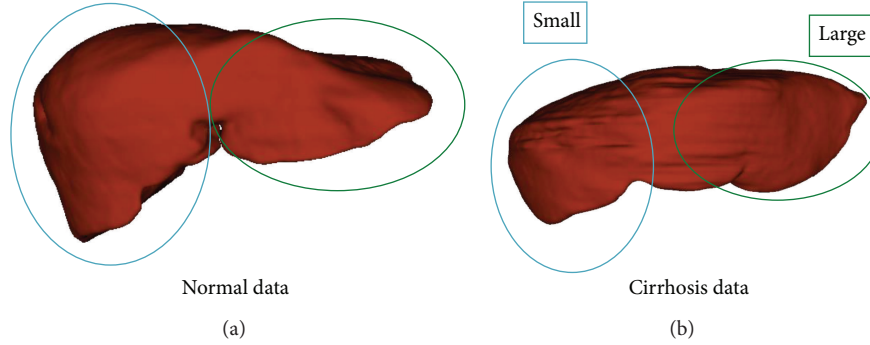 Small
Large
Normal data
Cirrhosis data
(a)
(b)